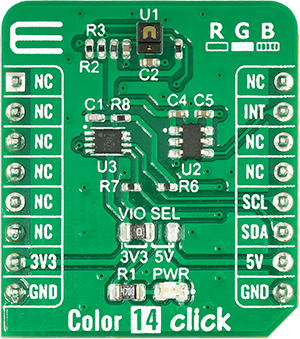 U1
R3
R G B
R2
C2
NC NC
C1 R8 C4 C5
NC INT
NC NC
U3
U2
NC NC
R7 R6
NC SCL
VIO SEL
NC SDA
3V3 3V3 5V 5V
R1 PWR
GND GND
Color 14 click